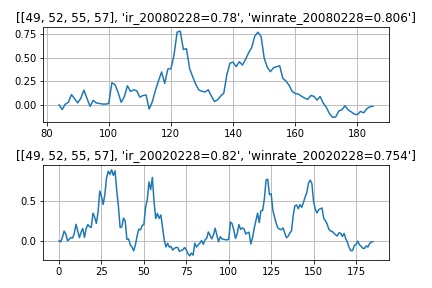 [[49, 52, 55, 57], 'ir_20080228=0.78', 'winrate_20080228=0.806']
0.75
0.50
0.25
0.00
80 100 120 140 160 180
[[49, 52, 55, 57], 'ir_20020228=0.82', 'winrate_20020228=0.754']
0.5
0.0
0 25 50 75 100 125 150 175